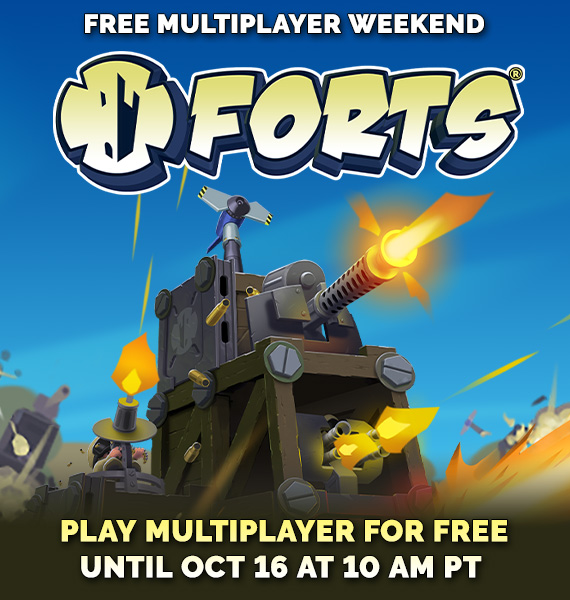 FREE MULTIPLAYER WEEKEND
FORTS®
PLAY MULTIPLAYER FOR FREE
UNTIL OCT 16 AT 10 AM PT